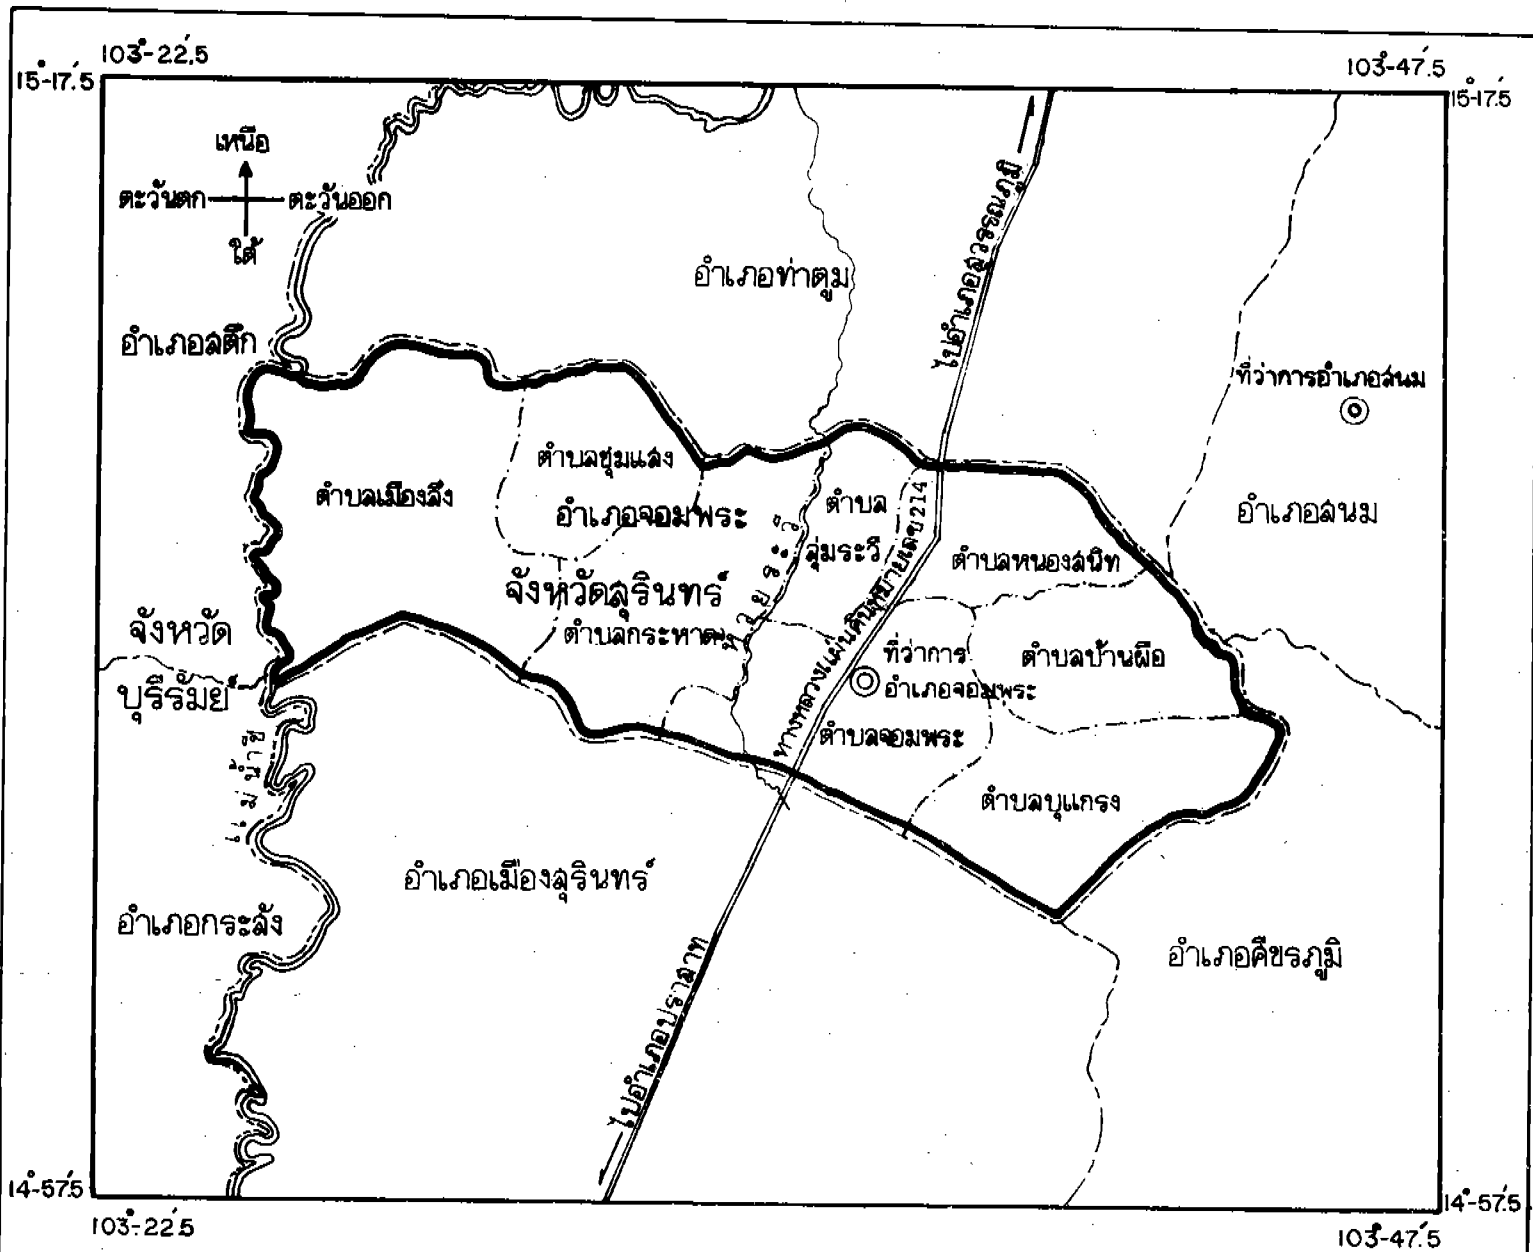 103°-22.'5
103°-47.'5
15°-17.'5
15-17.5
เหนือ
ตะวันตก
ตะวันออก
ใต้
ไปอำเภอสุวรรณภูมิ
อำเภอท่าตูม
อำเภอสตึก
ที่ว่าการอำเภอสนม
ตำบลชุมแสง
ตำบลเมืองลีง
อำเภอจอมพระ
ตำบล
ลุ่มระวี
อำเภอสนม
ตำบลหนองสนิท
จังหวัดสุรินทร์
ห้วยระวี
ทางหลวงแผ่นดินหมายเลข 214
ตำบลกระหาด
จังหวัด
บุรีรัมย์
ที่ว่าการ
อำเภอจอมพระ
ตำบลบ้านผือ
ตำบลจอมพระ
แม่น้ำชี
ตำบลบุแกรง
อำเภอเมืองสุรินทร์
อำเภอกระสัง
อำเภอศีขรภูมิ
ไปอำเภอปราสาท
14°-57.'5
14°-57.'5
103°-22.'5
103°-47.'5